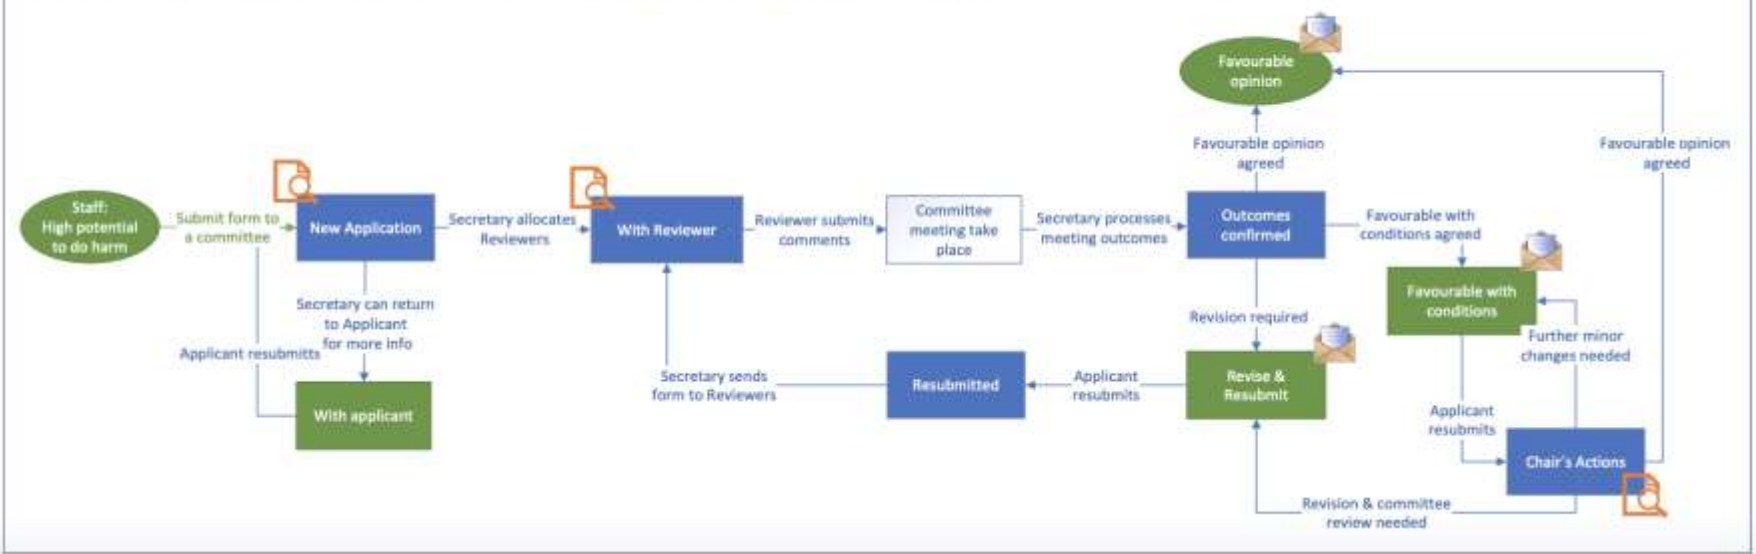 Staff:
High potential
to do harm
Submit form to
a committee
New Application
Secretary allocates
Reviewers
With Reviewer
Reviewer submits
comments
Committee
meeting take
place
Secretary processes
meeting outcomes
Outcomes
confirmed
Favourable opinion
agreed
Favourable
opinion
Favourable opinion
agreed
Favourable with
conditions agreed
Favourable with
conditions
Further minor
changes needed
Applicant
resubmits
Chair's Actions
Revision & committee
review needed
Revision required
Revise &
Resubmit
Applicant
resubmits
Resubmitted
Secretary sends
form to Reviewers
Secretary can return
to Applicant
for more info
Applicant resubmitts
With applicant